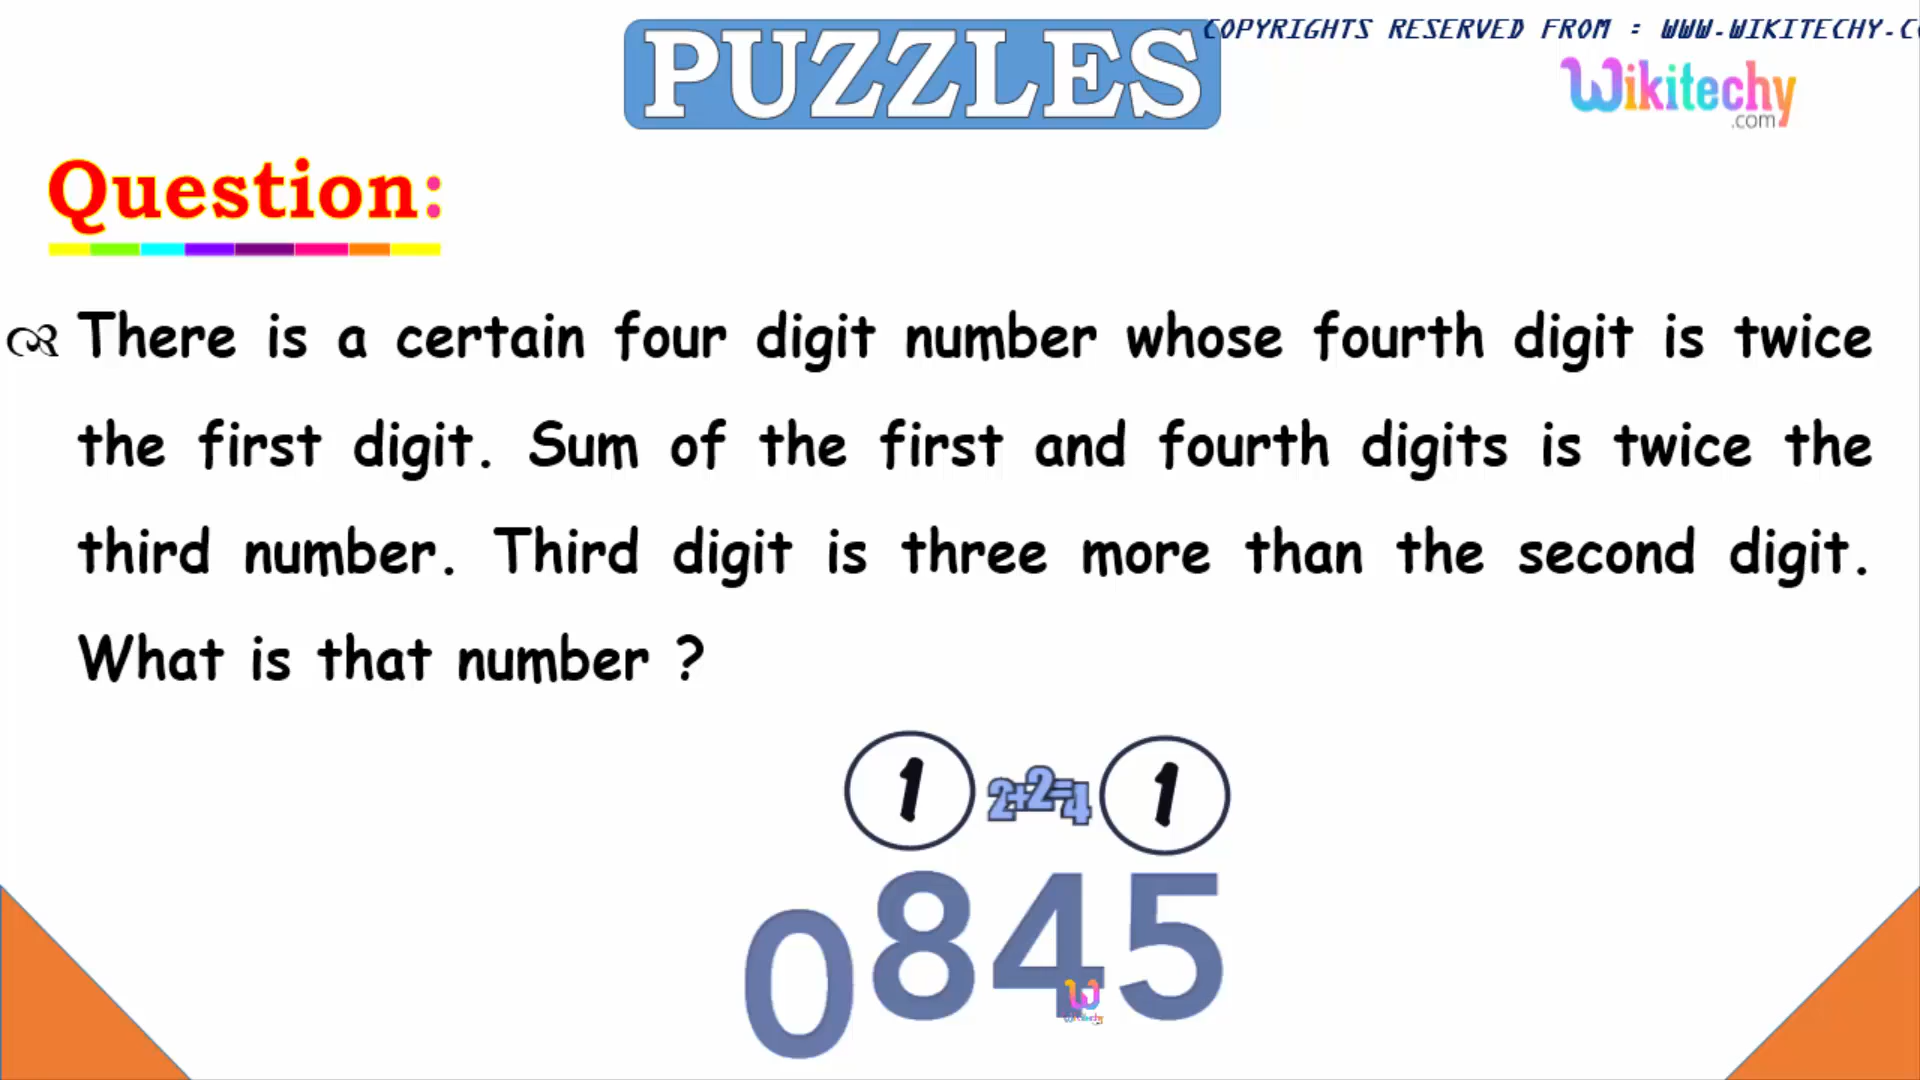 PUZZLES
COPYRIGHTS RESERVED FROM : WWW.WIKITECHY.C
Wikitechy
.com
Question:
There is a certain four digit number whose fourth digit is twice
the first digit. Sum of the first and fourth digits is twice the
third number. Third digit is three more than the second digit.
What is that number ?
1 2+2=4 1
0845
W
Wikitechy